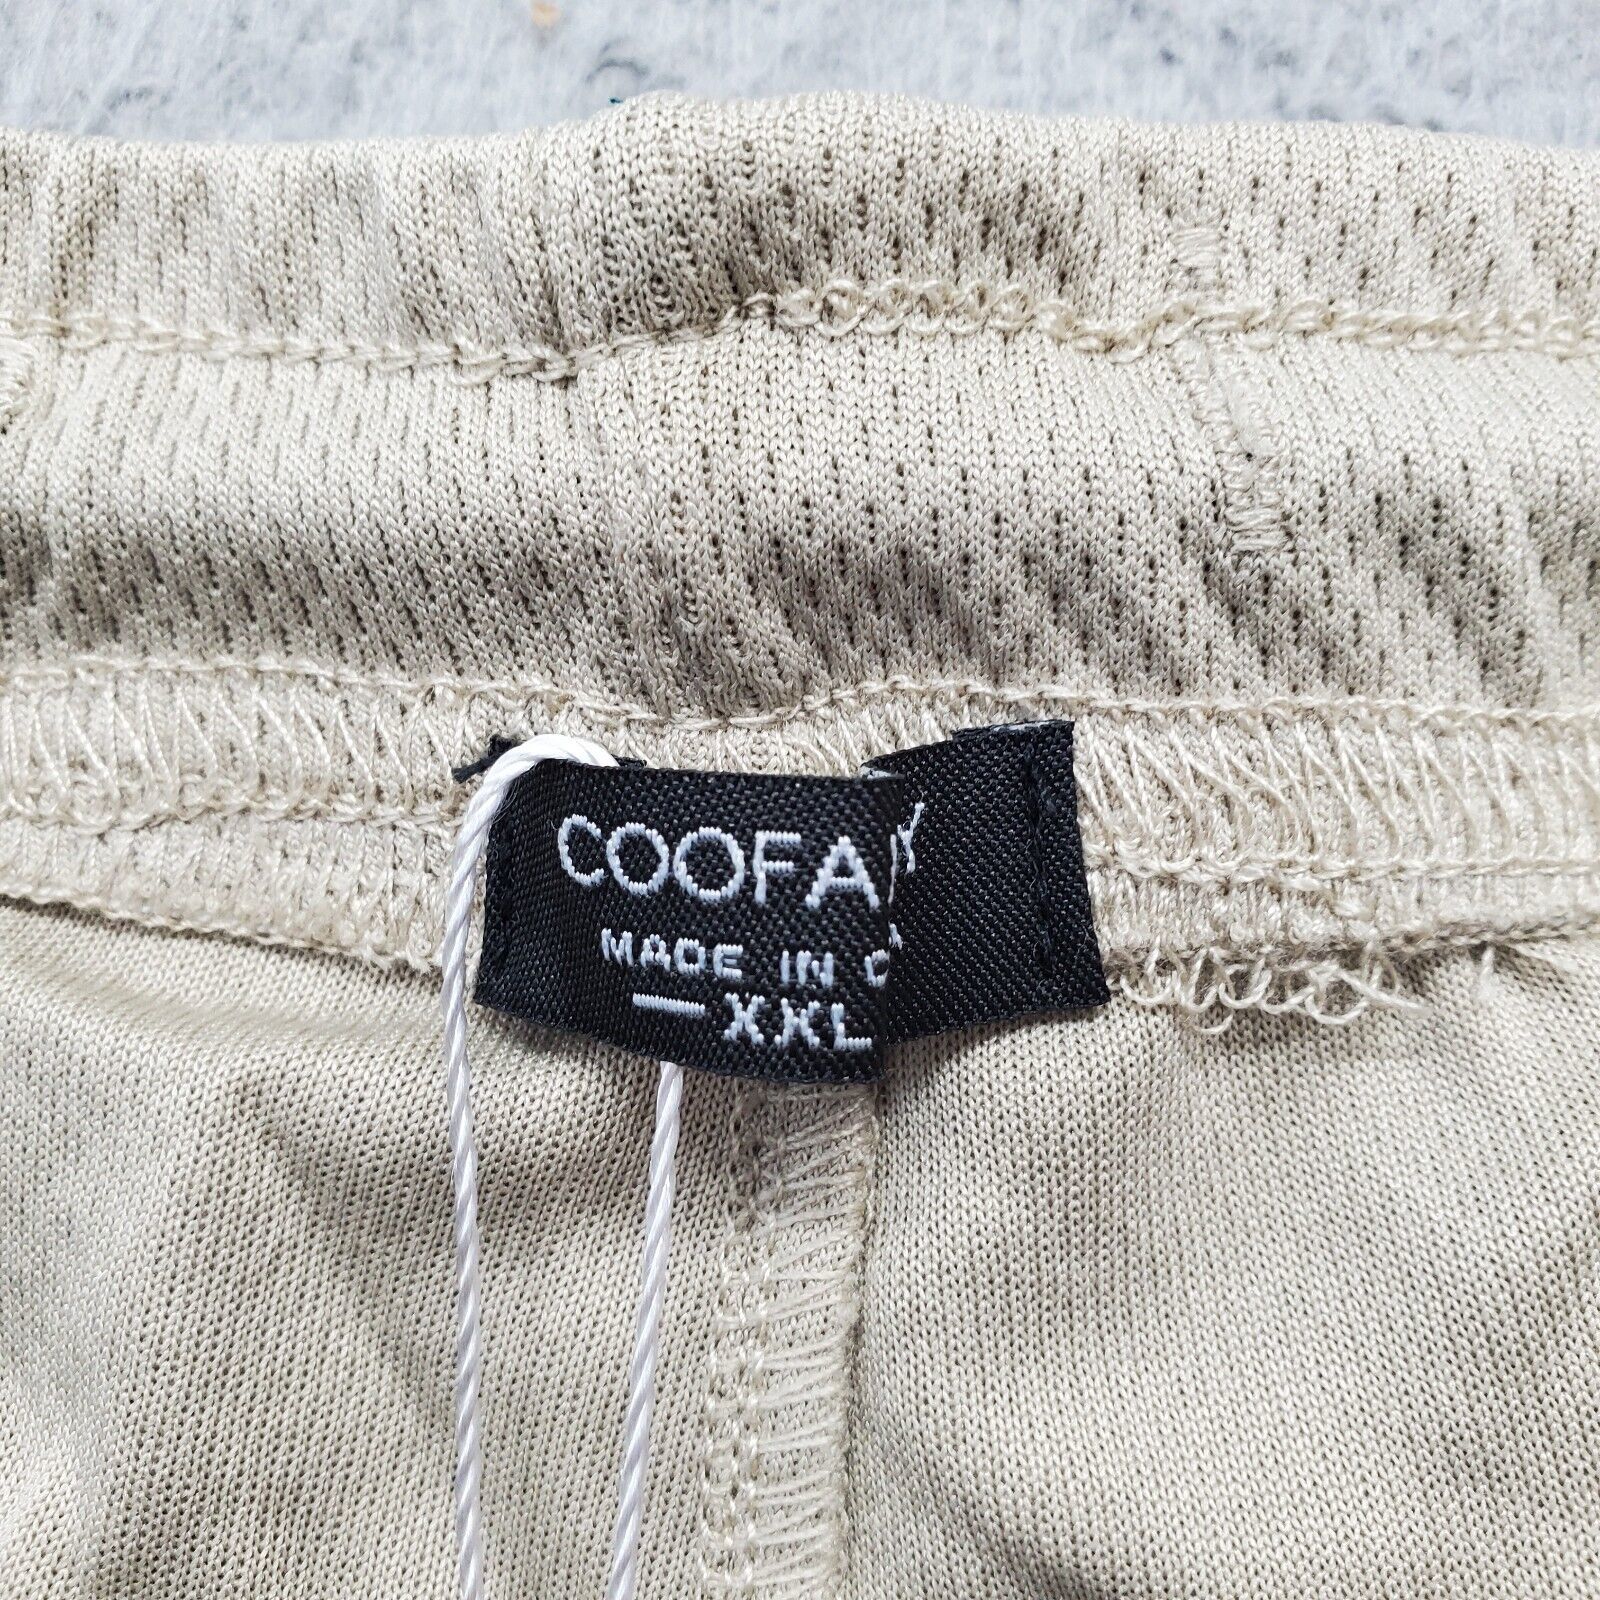 COOFA Y
MADE IN C
— XXL